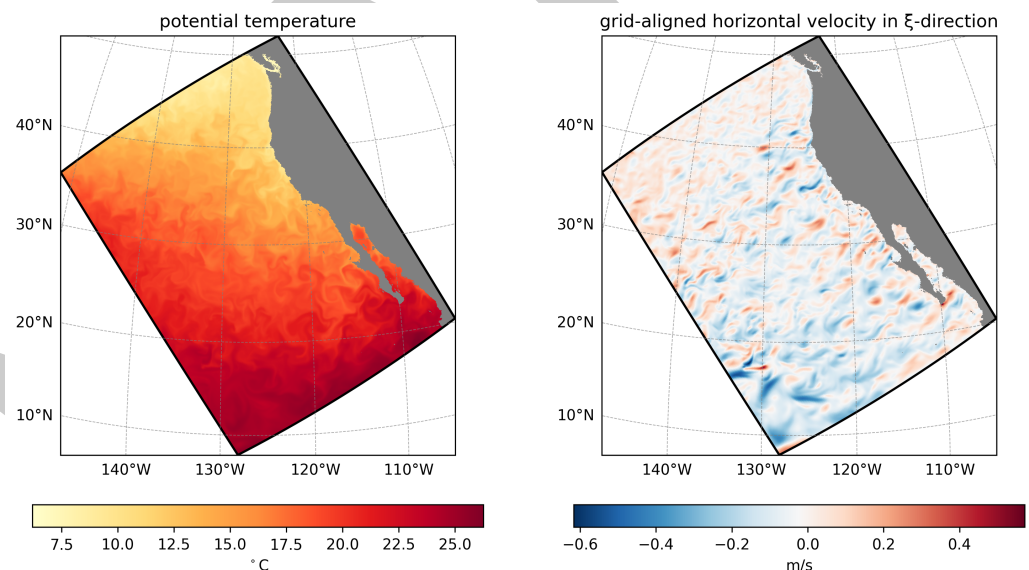 potential temperature
grid-aligned horizontal velocity in ξ-direction
40°N
30°N
20°N
10°N
140°W 130°W 120°W 110°W
40°N
30°N
20°N
10°N
140°W 130°W 120°W 110°W
7.5 10.0 12.5 15.0 17.5 20.0 22.5 25.0
°C
−0.6 −0.4 −0.2 0.0 0.2 0.4
m/s